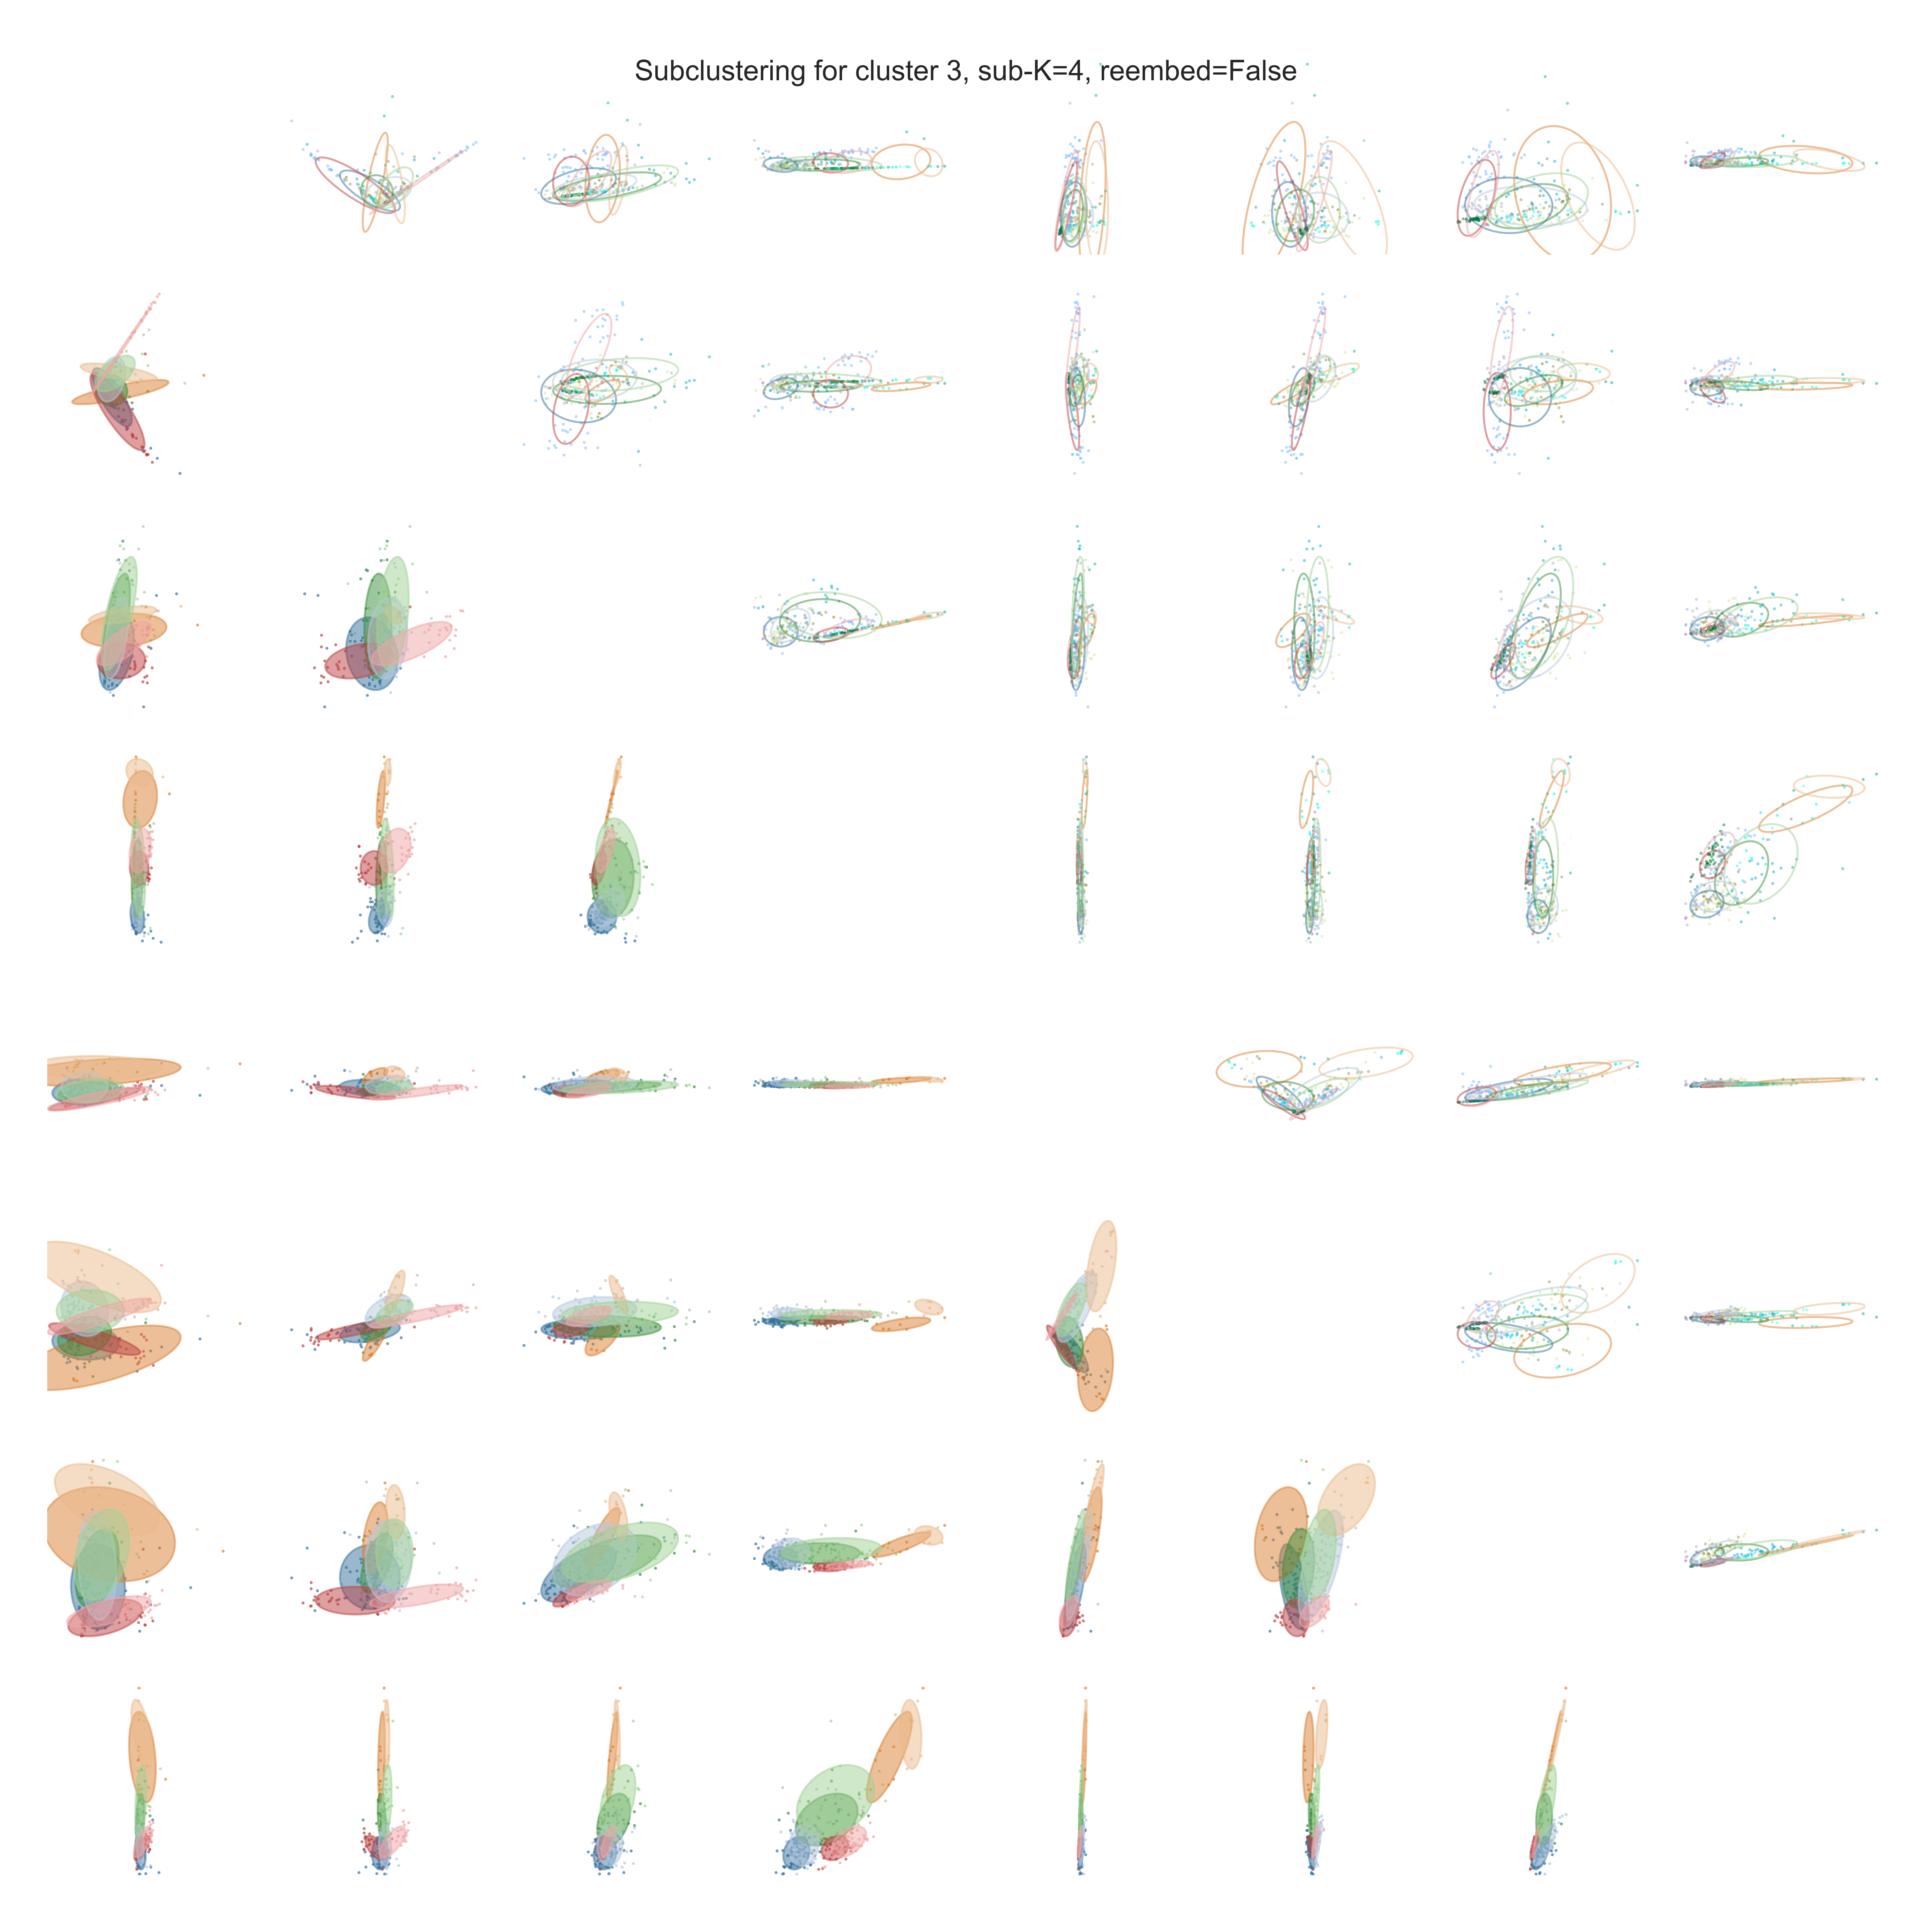 Subclustering for cluster 3, sub-K=4, reembed=False